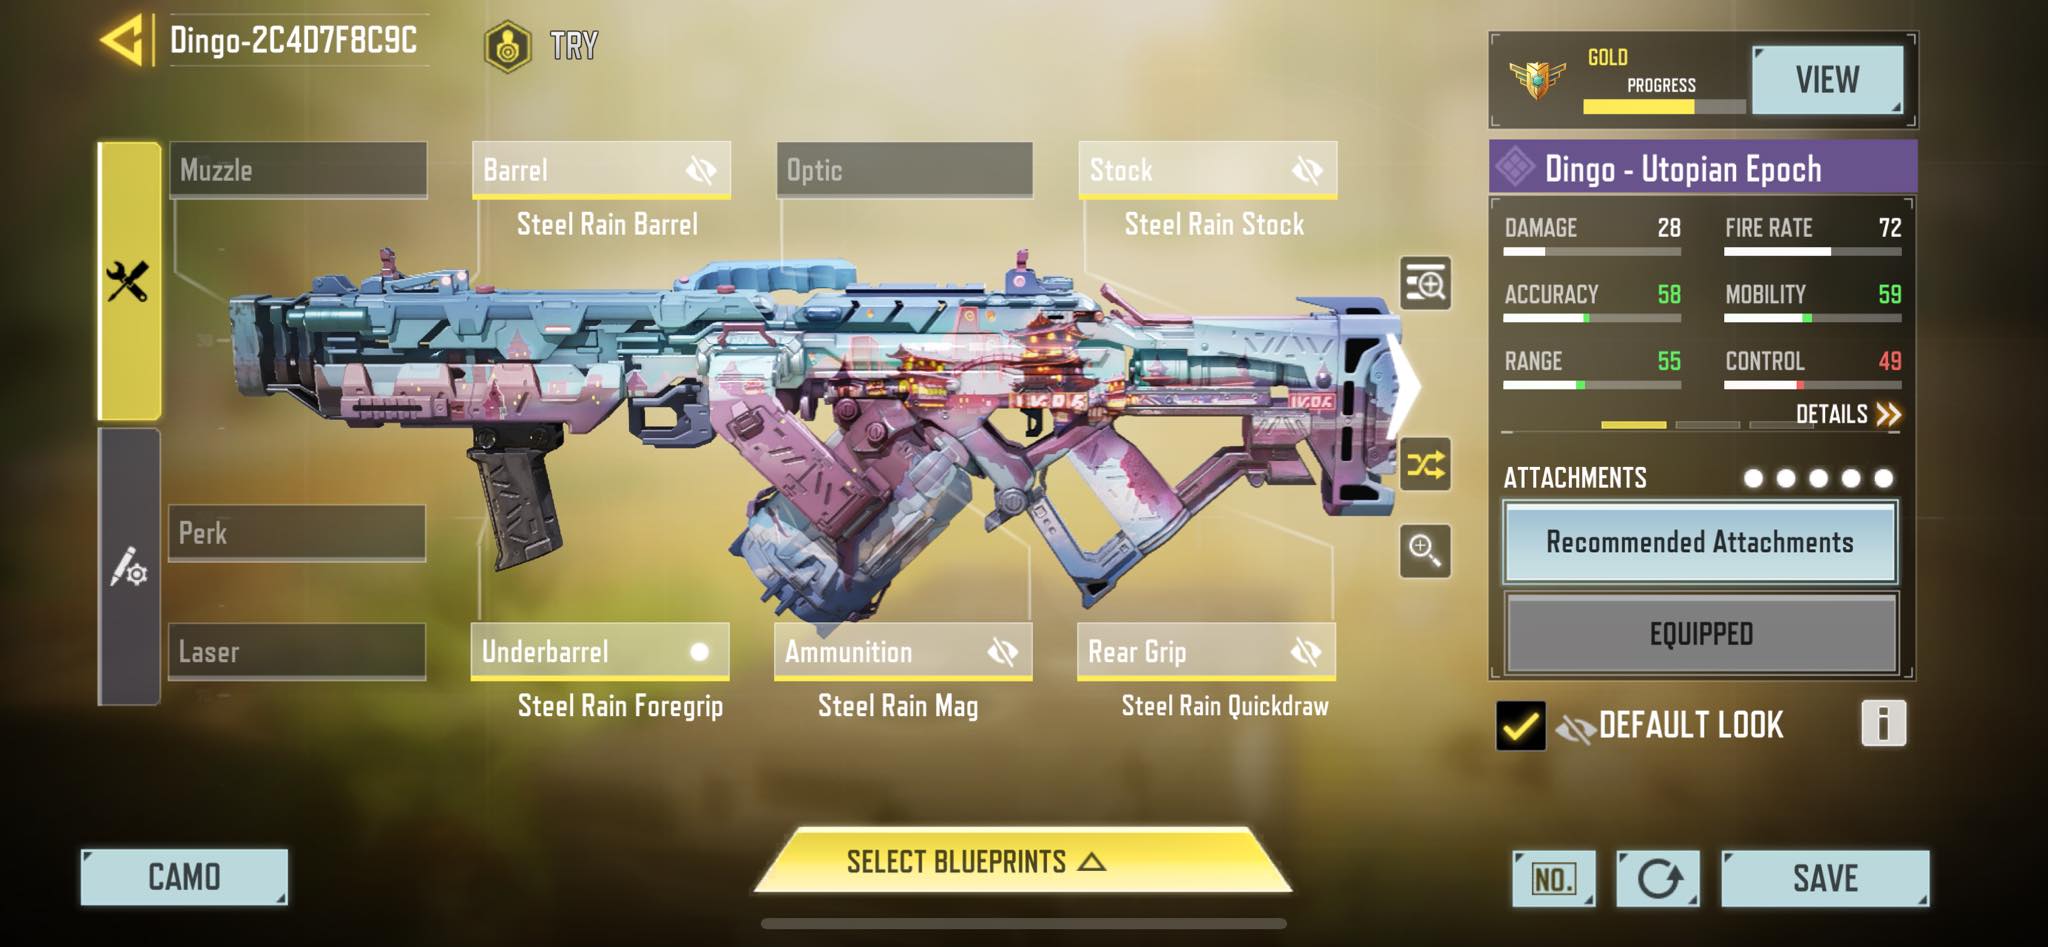 Dingo-2C4D7F8C9C
TRY
GOLD
PROGRESS
VIEW
Muzzle
Barrel
Optic
Stock
Steel Rain Barrel
Steel Rain Stock
Dingo - Utopian Epoch
DAMAGE 28
FIRE RATE 72
ACCURACY 58
MOBILITY 59
RANGE 55
CONTROL 49
DETAILS
ATTACHMENTS
Recommended Attachments
EQUIPPED
Perk
Laser
Underbarrel
Ammunition
Rear Grip
Steel Rain Foregrip
Steel Rain Mag
Steel Rain Quickdraw
DEFAULT LOOK
i
CAMO
SELECT BLUEPRINTS
NO.
SAVE